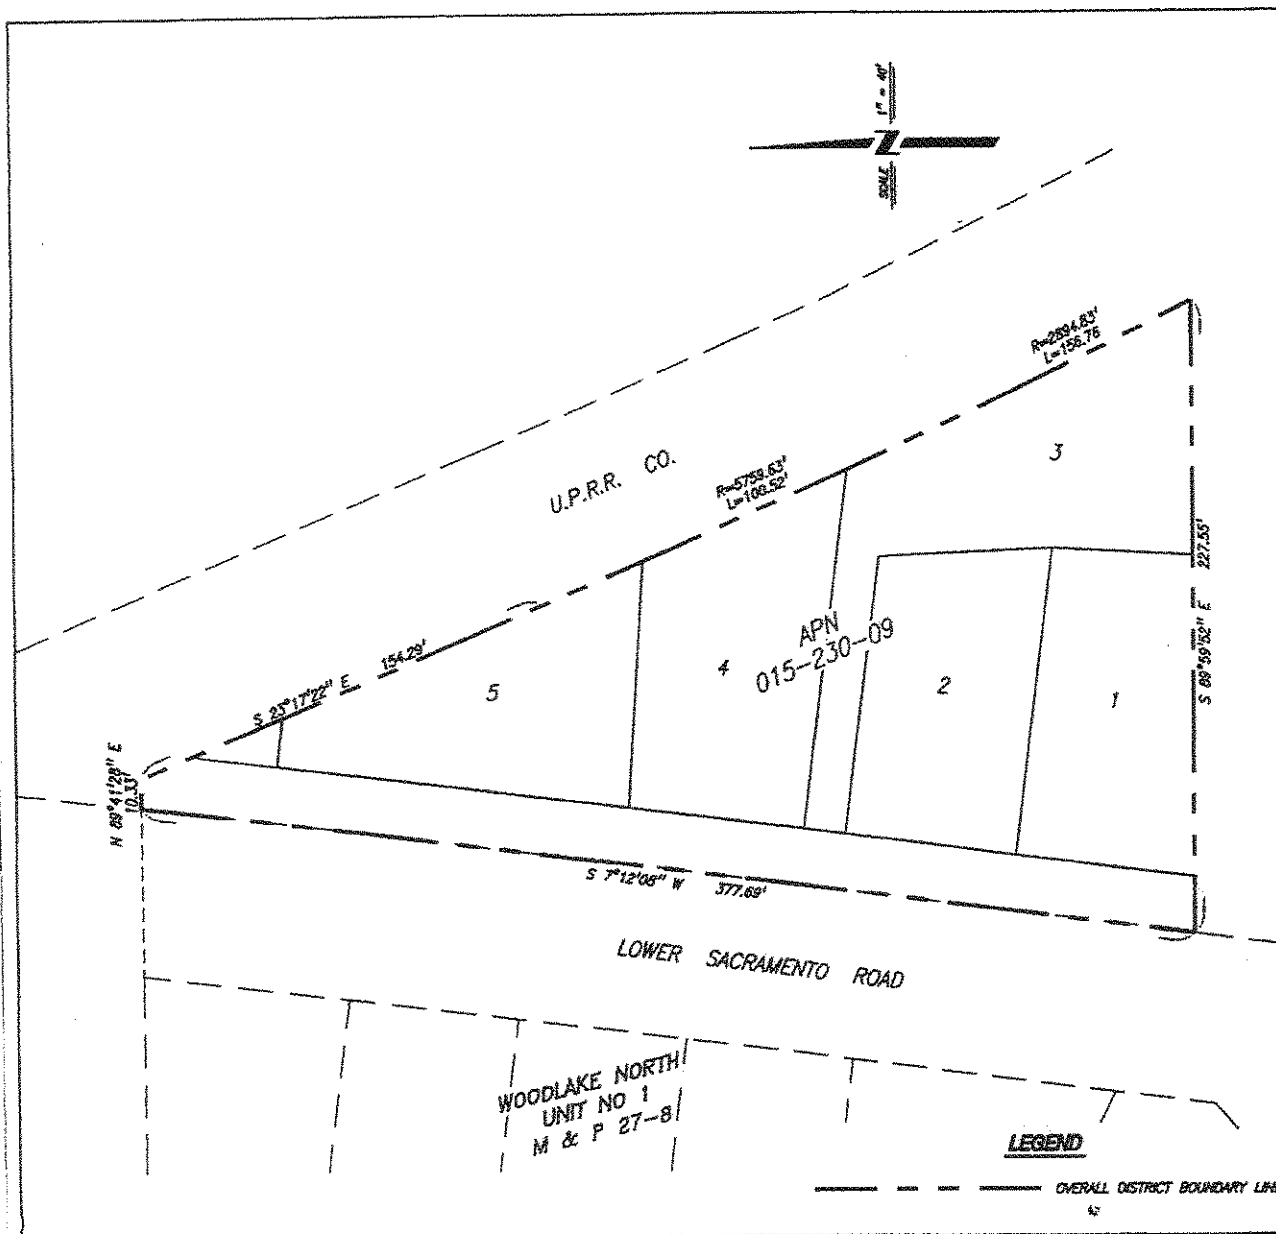 SCALE 1" = 40'
Z
R=2894.83'
L=156.76
3
U.P.R.R. CO.
R=5759.63'
L=100.52'
227.55'
S 89°59'52" E
APN
015-230-09
4
2
1
5
154.29'
S 23°17'22" E
N 89°41'28" E
10.33'
S 7°12'08" W 377.69'
LOWER SACRAMENTO ROAD
WOODLAKE NORTH
UNIT NO 1
M & P 27-8
LEGEND
OVERALL DISTRICT BOUNDARY LINE